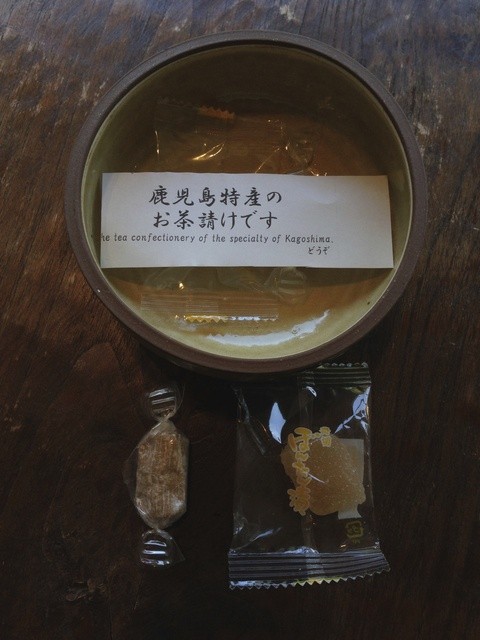 鹿児島特産の
お茶請けです
he tea confectionery of the specialty of Kagoshima.
どうぞ